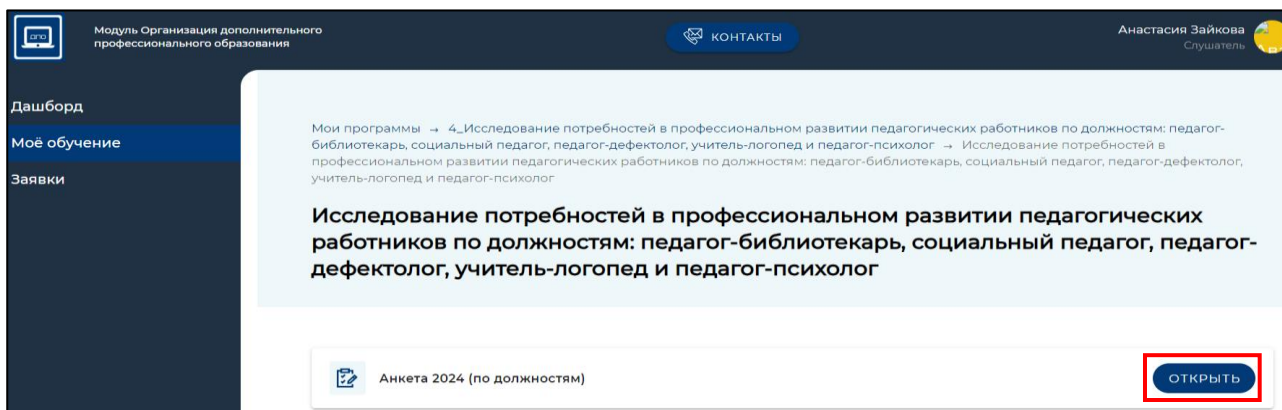 дпо
Модуль Организация дополнительного
профессионального образования
КОНТАКТЫ
Анастасия Зайкова
Слушатель
Дашборд
Моё обучение
Заявки
Мои программы → 4_Исследование потребностей в профессиональном развитии педагогических работников по должностям: педагог-
библиотекарь, социальный педагог, педагог-дефектолог, учитель-логопед и педагог-психолог → Исследование потребностей в
профессиональном развитии педагогических работников по должностям: педагог-библиотекарь, социальный педагог, педагог-дефектолог,
учитель-логопед и педагог-психолог
Исследование потребностей в профессиональном развитии педагогических
работников по должностям: педагог-библиотекарь, социальный педагог, педагог-
дефектолог, учитель-логопед и педагог-психолог
Анкета 2024 (по должностям)
ОТКРЫТЬ